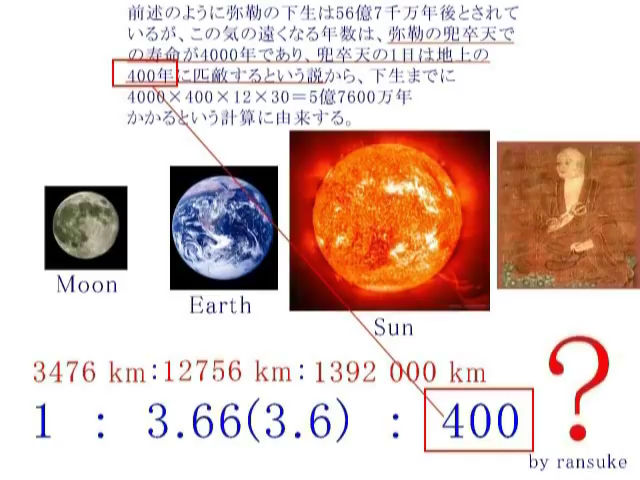 前述のように弥勒の下生は56億7千万年後とされて
いるが、この気の遠くなる年数は、弥勒の兜卒天で
の寿命が4000年であり、兜卒天の1日は地上の
400年に匹敵するという説から、下生までに
4000×400×12×30＝5億7600万年
かかるという計算に由来する。
Moon
Earth
Sun
3476 km:12756 km:1392 000 km
1 : 3.66(3.6) : 400
?
by ransuke